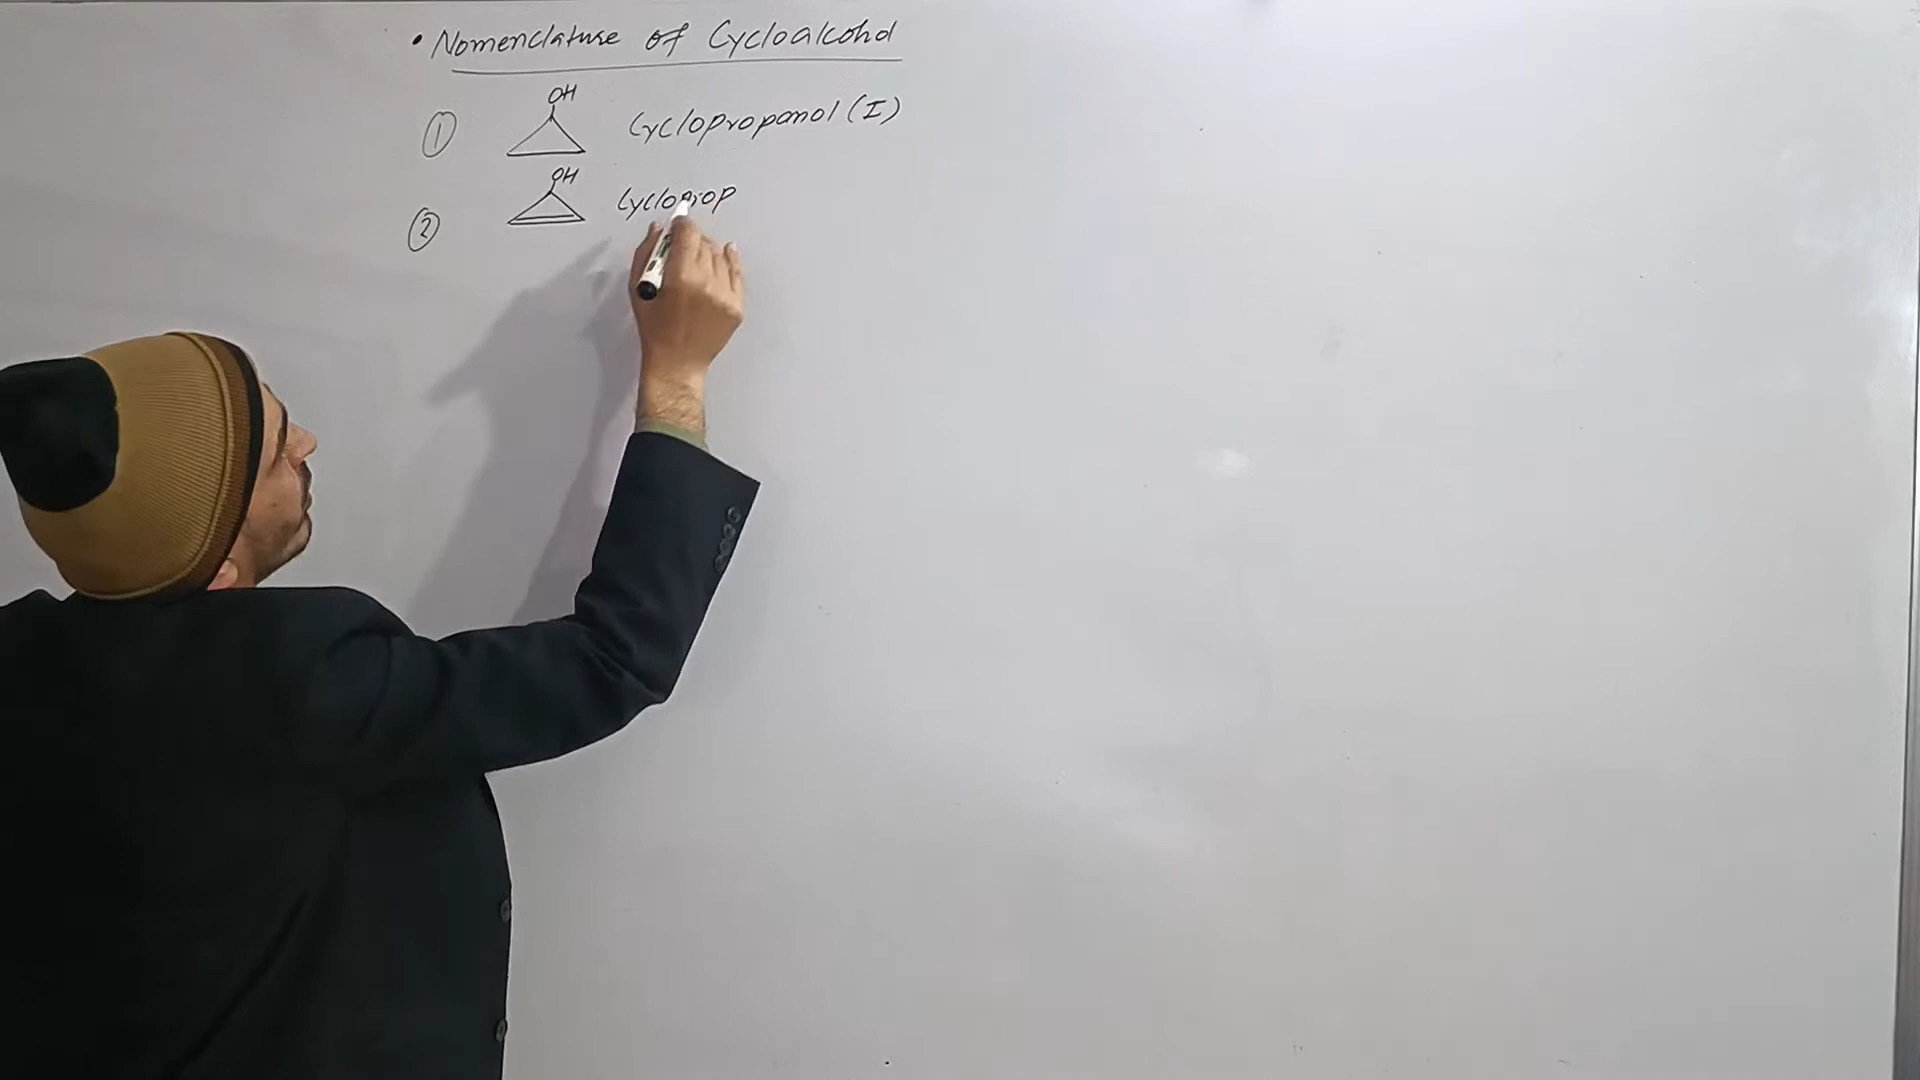 • Nomenclature of Cycloalcohol
OH
① Cyclopropanol (I)
OH
② Cycloprop